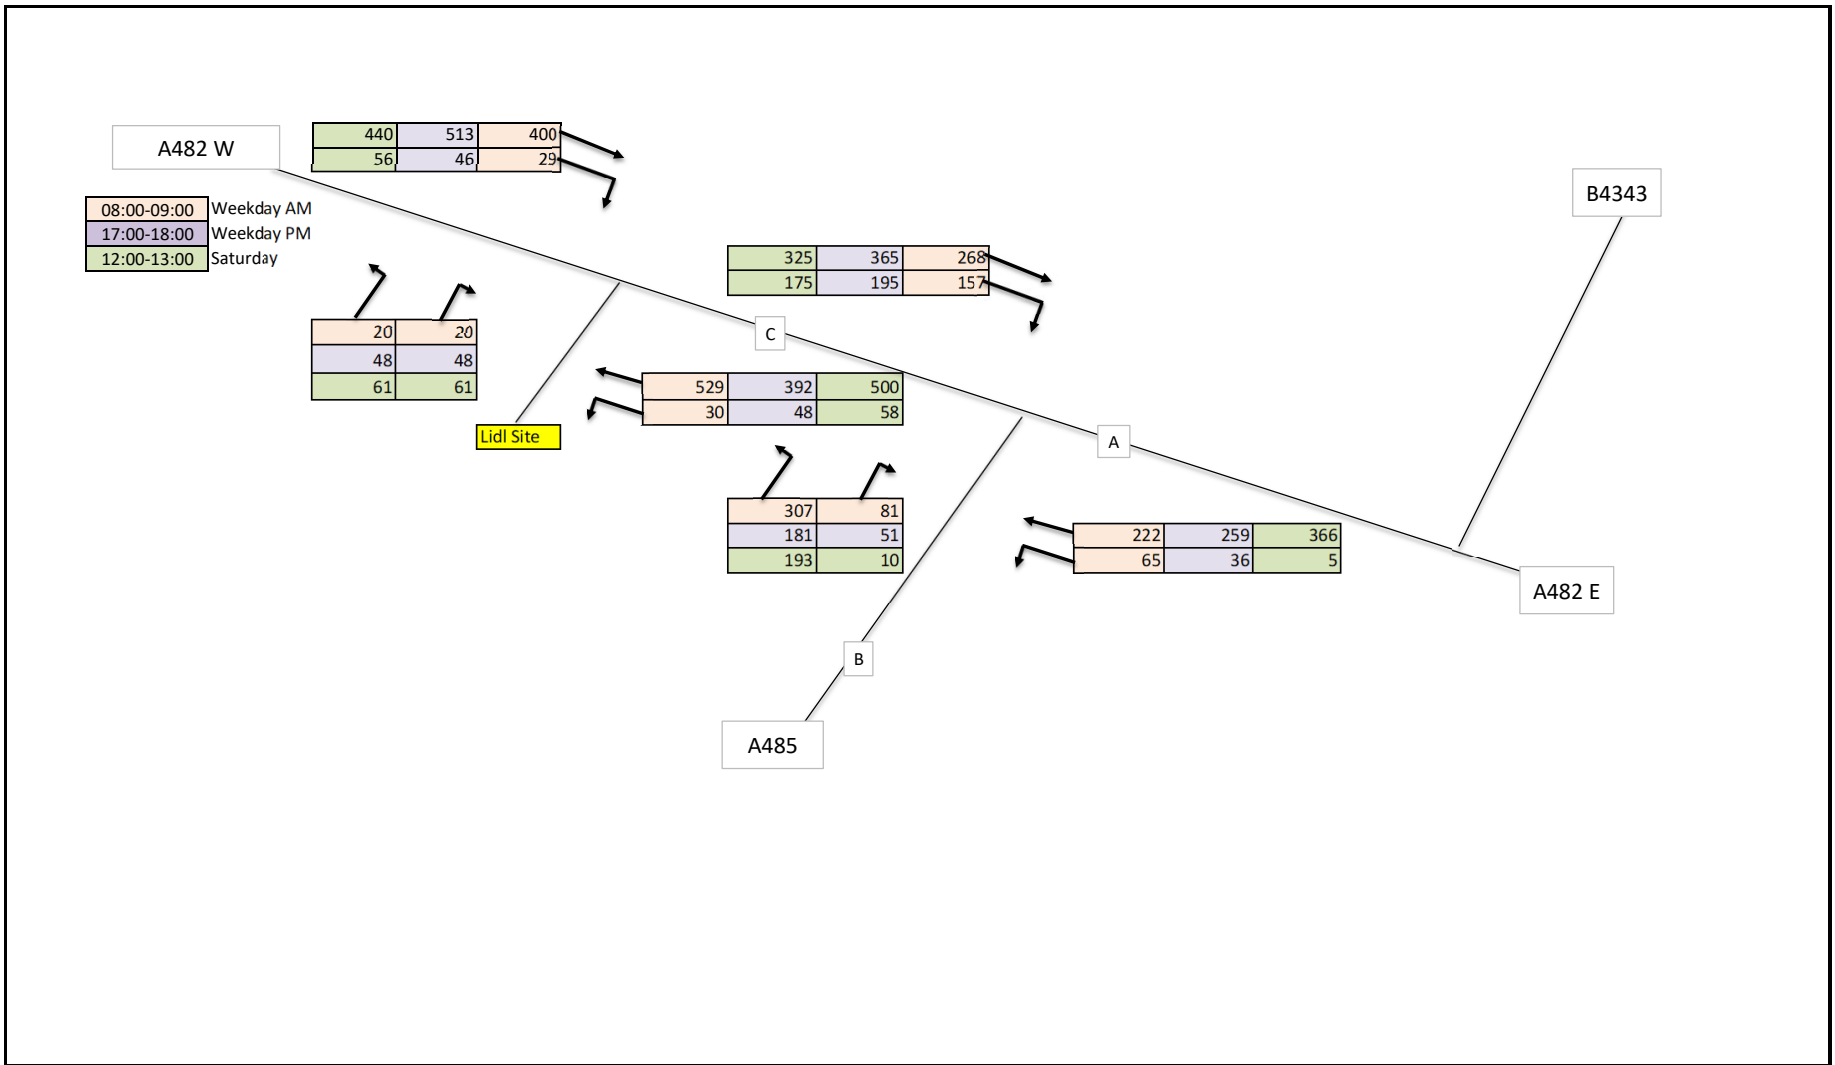 A482 W
440 513 400
56 46 29
08:00-09:00 Weekday AM
17:00-18:00 Weekday PM
12:00-13:00 Saturday
B4343
325 365 268
175 195 157
20 20
48 48
61 61
C
529 392 500
30 48 58
Lidl Site
A
307 81
181 51
193 10
222 259 366
65 36 5
A482 E
B
A485